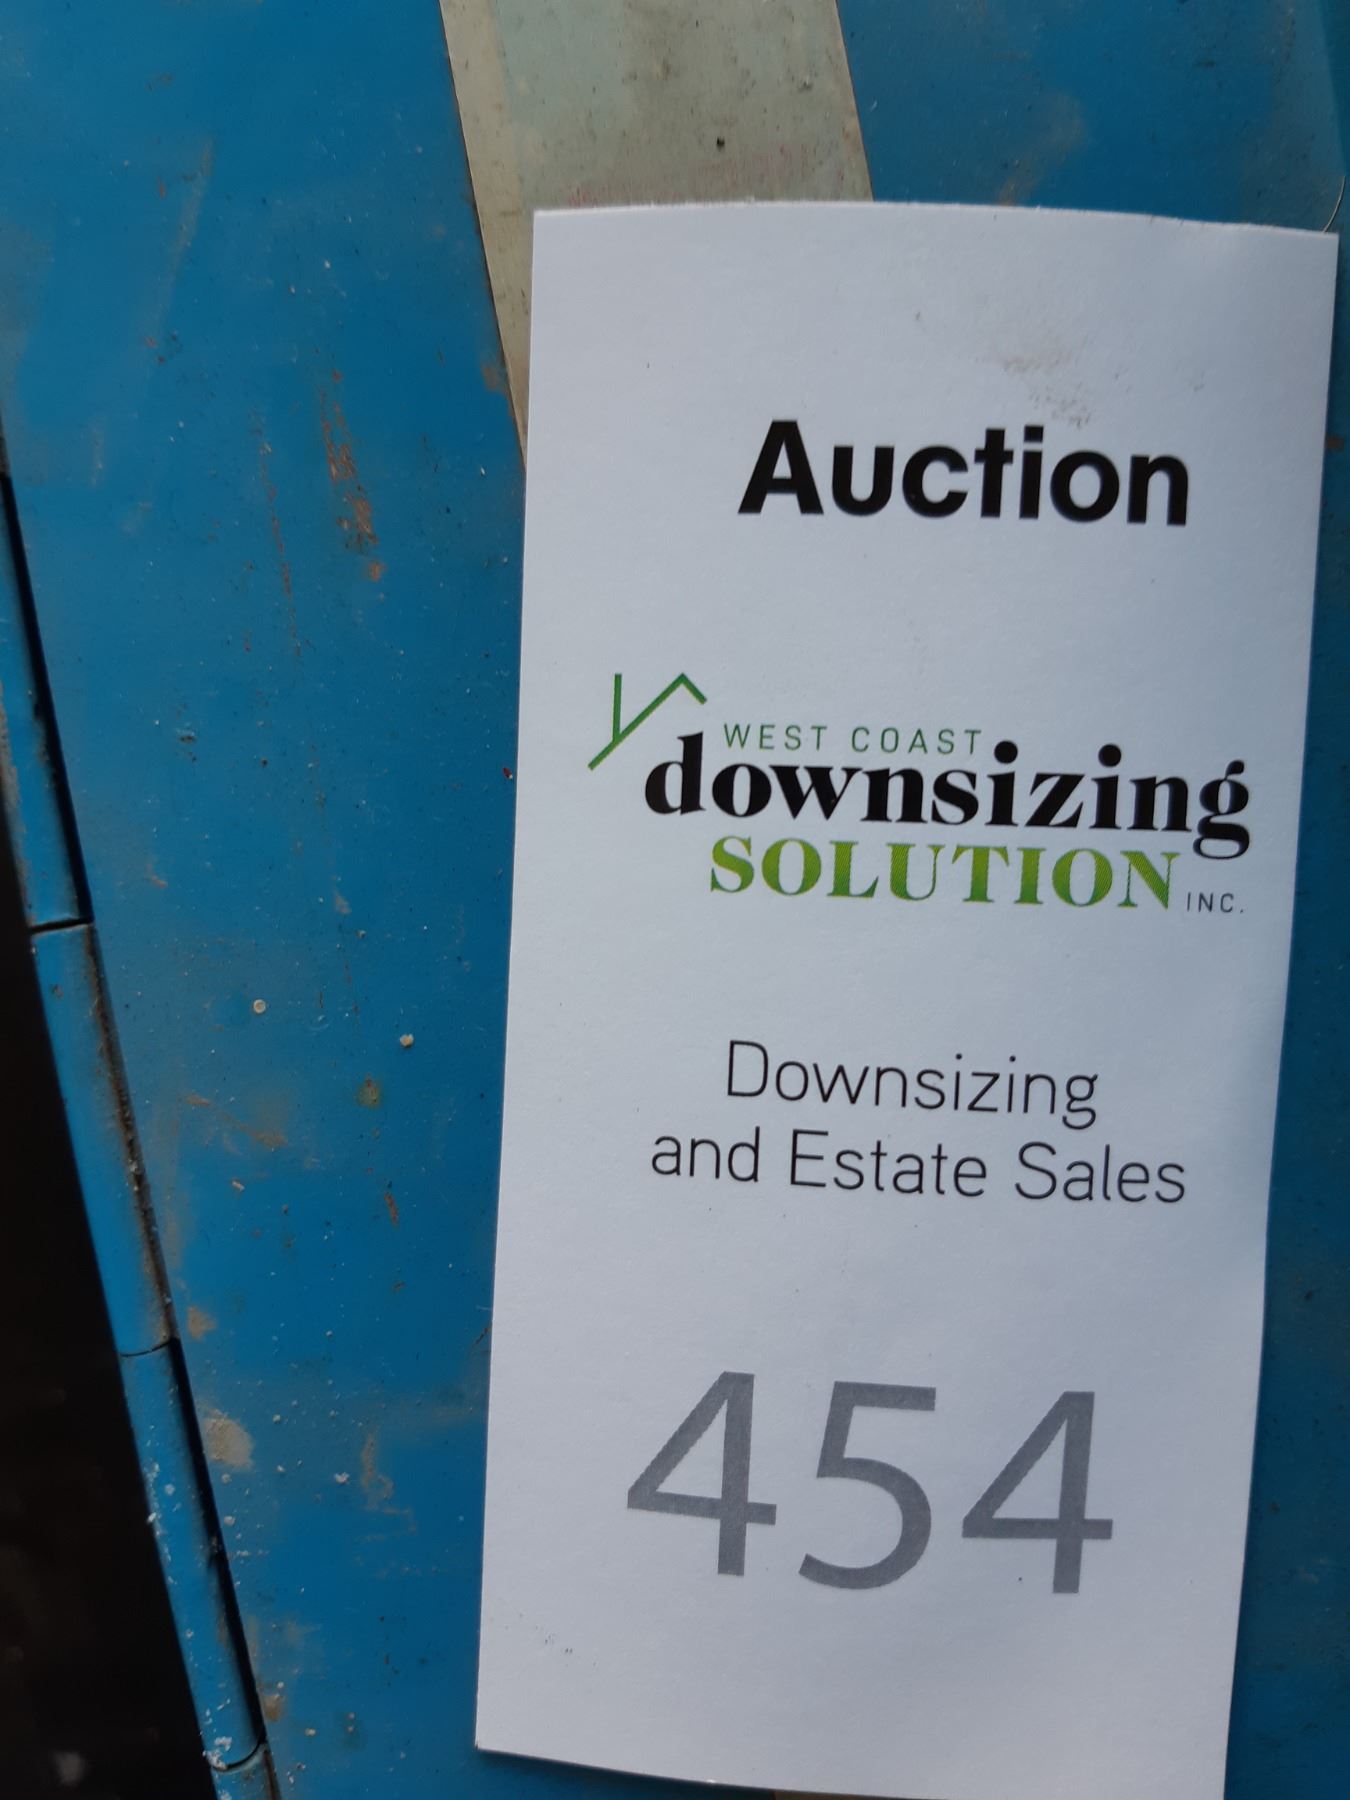 Auction
WEST COAST
downsizing
SOLUTION INC.
Downsizing
and Estate Sales
454